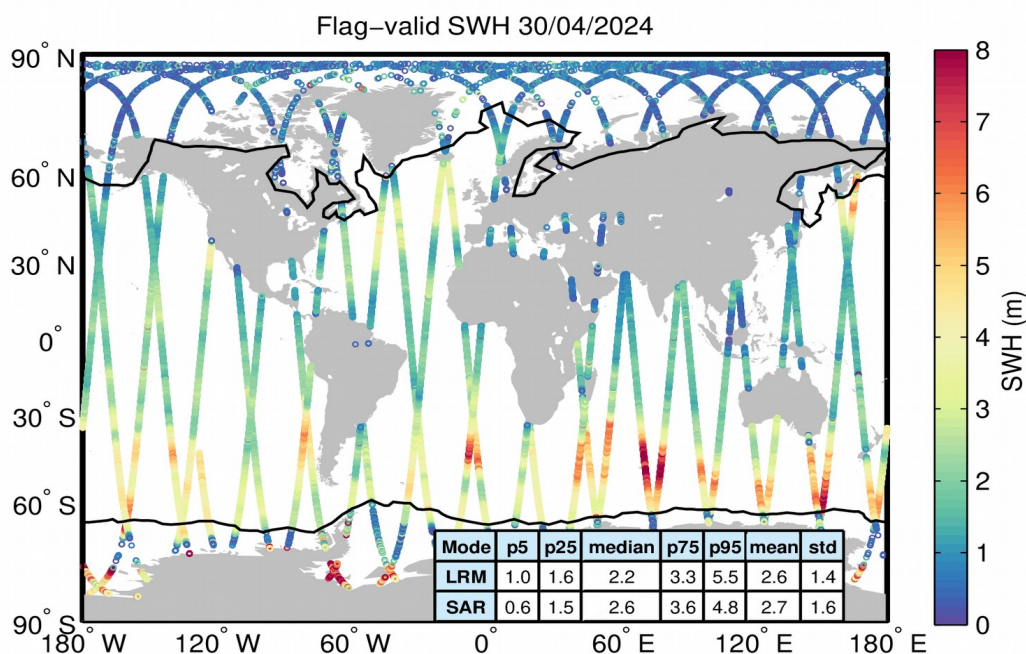 Flag−valid SWH 30/04/2024
90° N
60° N
30° N
0°
30° S
60° S
90° S
180° W
120° W
60° W
0°
60° E
120° E
180° E
8
7
6
5
4
3
2
1
0
SWH (m)
Mode p5 p25 median p75 p95 mean std
LRM 1.0 1.6 2.2 3.3 5.5 2.6 1.4
SAR 0.6 1.5 2.6 3.6 4.8 2.7 1.6